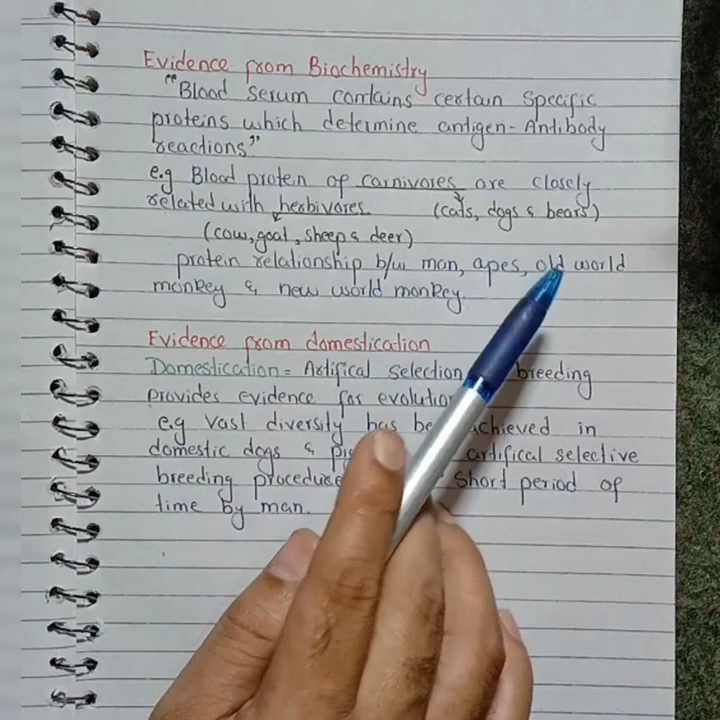 Evidence from Biochemistry
"Blood serum contains certain specific
proteins which determine antigen-Antibody
reactions"
e.g Blood protein of carnivores are closely
related with herbivores. (cats, dogs & bears)
(cow, goat, sheep & deer)
protein relationship b/w man, apes, old world
monkey & new world monkey.
Evidence from domestication
Domestication = Artifical selection breeding
provides evidence for
e.g Vast diversity has achieved in
domestic dogs & artifical selective
breeding short period of
time by man.